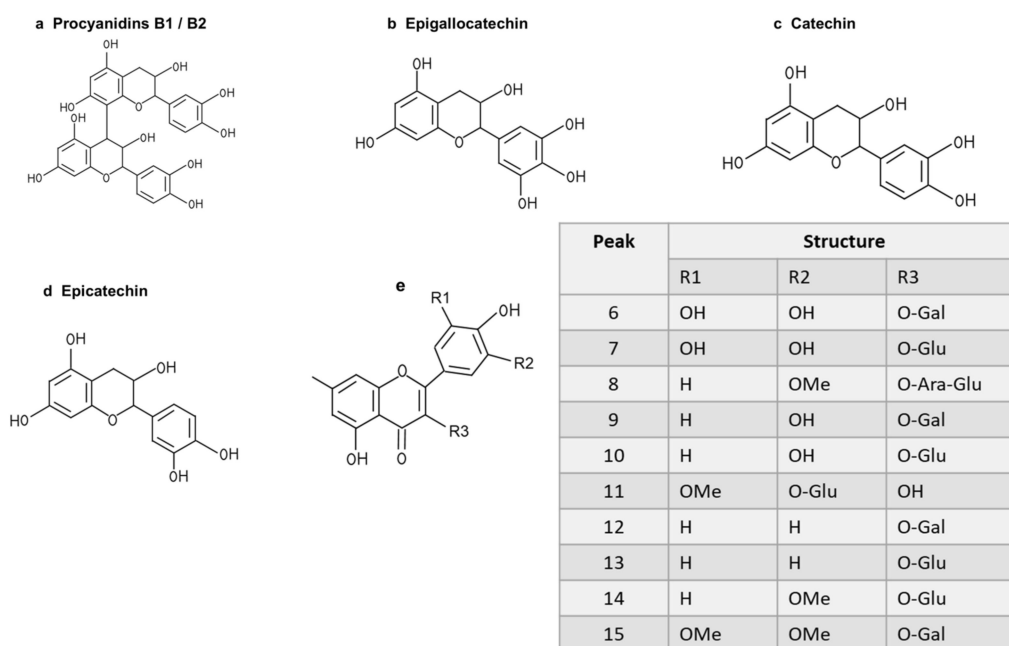 a Procyanidins B1 / B2
OH
OH
HO
O
OH
OH
OH
OH
HO
O
OH
OH
b Epigallocatechin
OH
OH
HO
O
OH
OH
OH
c Catechin
OH
OH
HO
O
OH
OH
d Epicatechin
OH
OH
HO
O
OH
OH
e
R1
OH
R2
O
R3
OH
O
Peak Structure
R1 R2 R3
6 OH OH O-Gal
7 OH OH O-Glu
8 H OMe O-Ara-Glu
9 H OH O-Gal
10 H OH O-Glu
11 OMe O-Glu OH
12 H H O-Gal
13 H H O-Glu
14 H OMe O-Glu
15 OMe OMe O-Gal